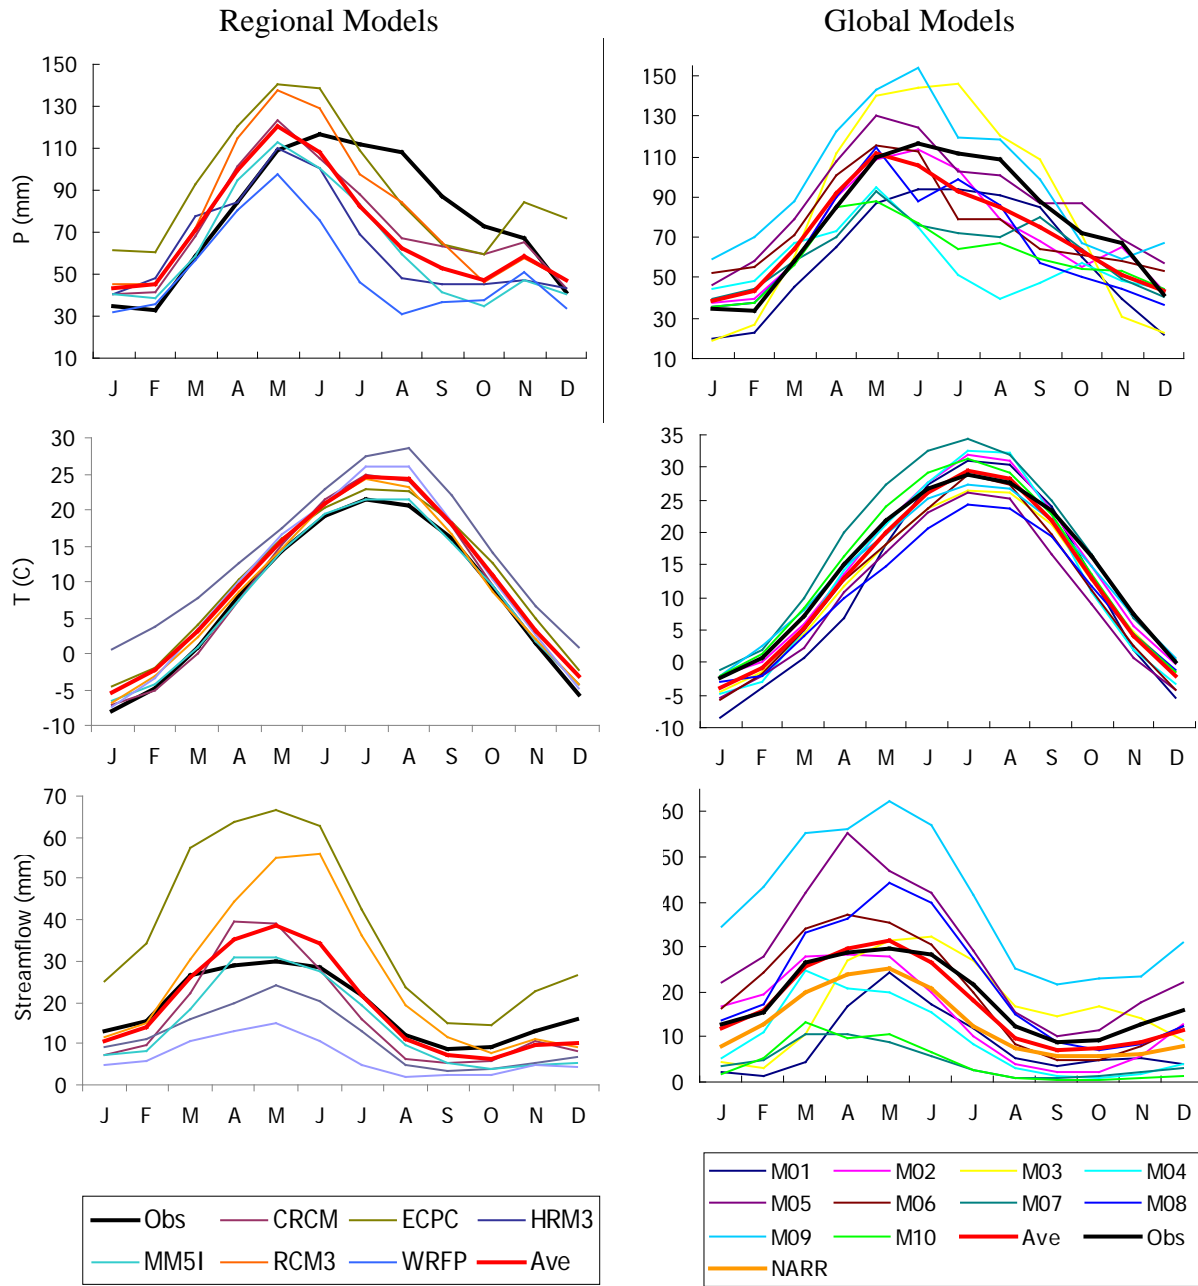 Regional Models
Global Models
P (mm)
150
130
110
90
70
50
30
10
J F M A M J J A S O N D
150
130
110
90
70
50
30
10
J F M A M J J A S O N D
T (C)
30
25
20
15
10
5
0
-5
-10
J F M A M J J A S O N D
35
30
25
20
15
10
5
0
-5
-10
J F M A M J J A S O N D
Streamflow (mm)
70
60
50
40
30
20
10
0
J F M A M J J A S O N D
60
50
40
30
20
10
0
J F M A M J J A S O N D
Obs CRCM ECPC HRM3
MM5I RCM3 WRFP Ave
M01 M02 M03 M04
M05 M06 M07 M08
M09 M10 Ave Obs
NARR